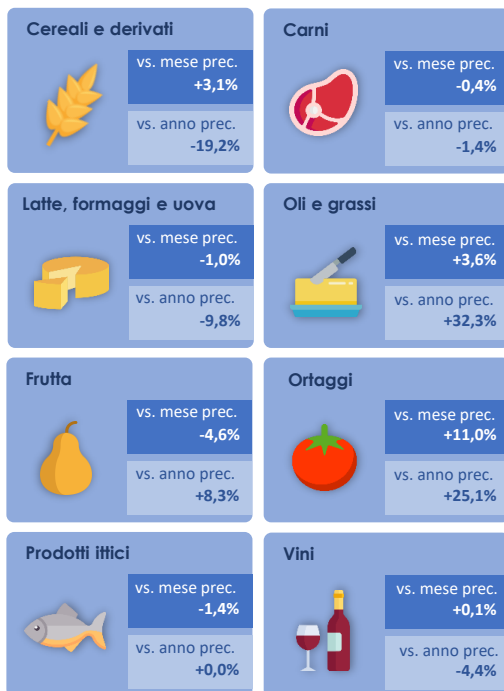 Cereali e derivati
vs. mese prec.
+3,1%
vs. anno prec.
-19,2%
Carni
vs. mese prec.
-0,4%
vs. anno prec.
-1,4%
Latte, formaggi e uova
vs. mese prec.
-1,0%
vs. anno prec.
-9,8%
Oli e grassi
vs. mese prec.
+3,6%
vs. anno prec.
+32,3%
Frutta
vs. mese prec.
-4,6%
vs. anno prec.
+8,3%
Ortaggi
vs. mese prec.
+11,0%
vs. anno prec.
+25,1%
Prodotti ittici
vs. mese prec.
-1,4%
vs. anno prec.
+0,0%
Vini
vs. mese prec.
+0,1%
vs. anno prec.
-4,4%